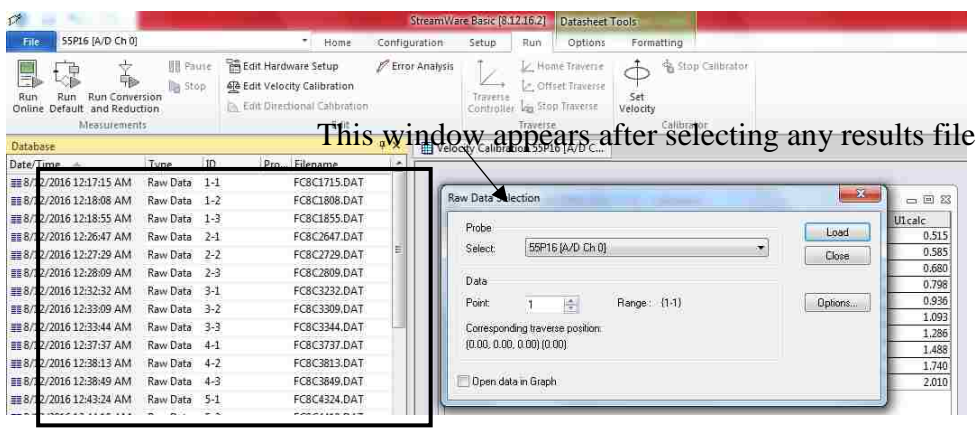 StreamWare Basic [8.12.16.2] Datasheet Tools
File 55P16 [A/D Ch 0] Home Configuration Setup Run Options Formatting
Run Online
Run Default
Run Conversion and Reduction
Pause
Stop
Measurements
Edit Hardware Setup
Edit Velocity Calibration
Edit Directional Calibration
Edit
Error Analysis
Traverse Controller
Home Traverse
Offset Traverse
Stop Traverse
Traverse
Set Velocity
Stop Calibrator
Calibrator
This window appears after selecting any results file
Database
Velocity Calibration 55P16 [A/D C...
Date/Time Type ID Pro... Filename
8/12/2016 12:17:15 AM Raw Data 1-1 FC8C1715.DAT
8/12/2016 12:18:08 AM Raw Data 1-2 FC8C1808.DAT
8/12/2016 12:18:55 AM Raw Data 1-3 FC8C1855.DAT
8/12/2016 12:26:47 AM Raw Data 2-1 FC8C2647.DAT
8/12/2016 12:27:29 AM Raw Data 2-2 FC8C2729.DAT
8/12/2016 12:28:09 AM Raw Data 2-3 FC8C2809.DAT
8/12/2016 12:32:32 AM Raw Data 3-1 FC8C3232.DAT
8/12/2016 12:33:09 AM Raw Data 3-2 FC8C3309.DAT
8/12/2016 12:33:44 AM Raw Data 3-3 FC8C3344.DAT
8/12/2016 12:37:37 AM Raw Data 4-1 FC8C3737.DAT
8/12/2016 12:38:13 AM Raw Data 4-2 FC8C3813.DAT
8/12/2016 12:38:49 AM Raw Data 4-3 FC8C3849.DAT
8/12/2016 12:43:24 AM Raw Data 5-1 FC8C4324.DAT
Raw Data Selection
Probe
Select: 55P16 [A/D Ch 0]
Load
Close
Data
Point: 1 Range: {1-1}
Options...
Corresponding traverse position:
(0.00, 0.00, 0.00) (0.00)
Open data in Graph
U1calc
0.515
0.585
0.680
0.798
0.936
1.093
1.286
1.488
1.740
2.010